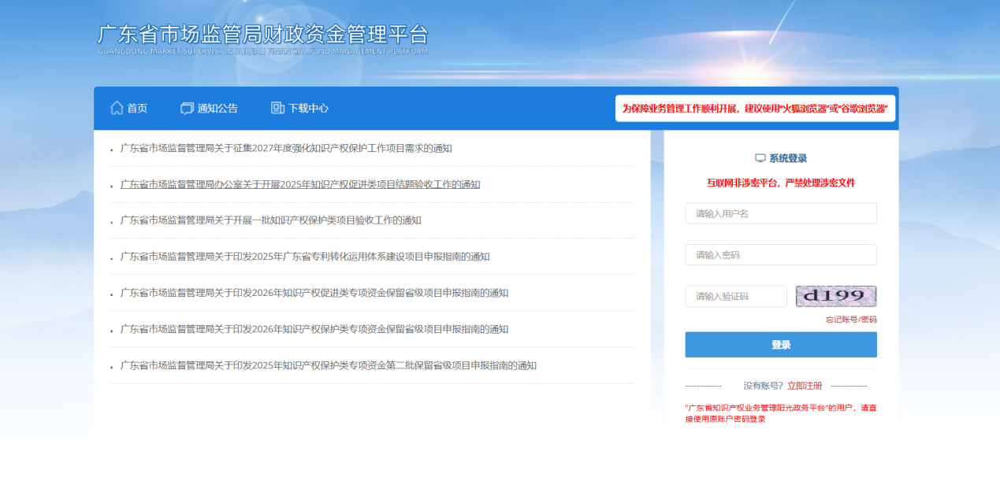 广东省市场监管局财政资金管理平台
GUANGDONG MARKET SUPERVISION BUREAU FINANCIAL FUND MANAGEMENT PLATFORM
首页 通知公告 下载中心
为保障业务管理工作顺利开展，建议使用"火狐浏览器"或"谷歌浏览器"
广东省市场监督管理局关于征集2027年度强化知识产权保护工作项目需求的通知
广东省市场监督管理局办公室关于开展2025年知识产权促进类项目结题验收工作的通知
广东省市场监督管理局关于开展一批知识产权保护类项目验收工作的通知
广东省市场监督管理局关于印发2025年广东省专利转化运用体系建设项目申报指南的通知
广东省市场监督管理局关于印发2026年知识产权促进类专项资金保留省级项目申报指南的通知
广东省市场监督管理局关于印发2026年知识产权保护类专项资金保留省级项目申报指南的通知
广东省市场监督管理局关于印发2025年知识产权保护类专项资金第二批保留省级项目申报指南的通知
系统登录
互联网非涉密平台，严禁处理涉密文件
请输入用户名
请输入密码
请输入验证码
d199
忘记账号/密码
登录
------------- 没有账号？立即注册 -------------
"广东省知识产权业务管理阳光政务平台"的用户，请直
接使用原账户密码登录